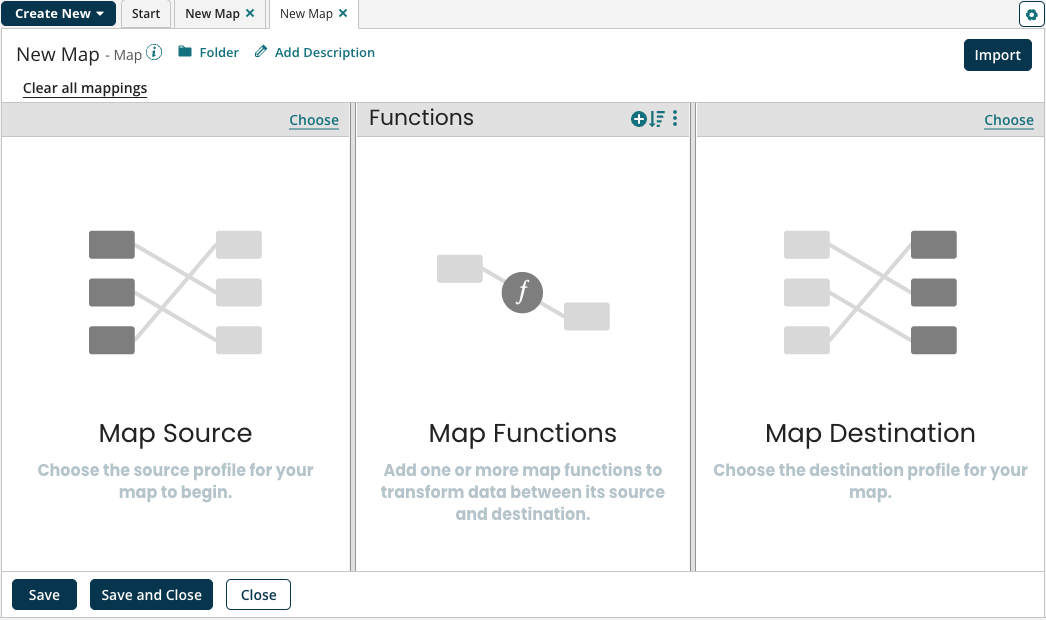 Create New
Start
New Map
New Map
New Map - Map
Folder
Add Description
Import
Clear all mappings
Choose
Functions
Choose
f
Map Source
Choose the source profile for your
map to begin.
Map Functions
Add one or more map functions to
transform data between its source
and destination.
Map Destination
Choose the destination profile for your
map.
Save
Save and Close
Close